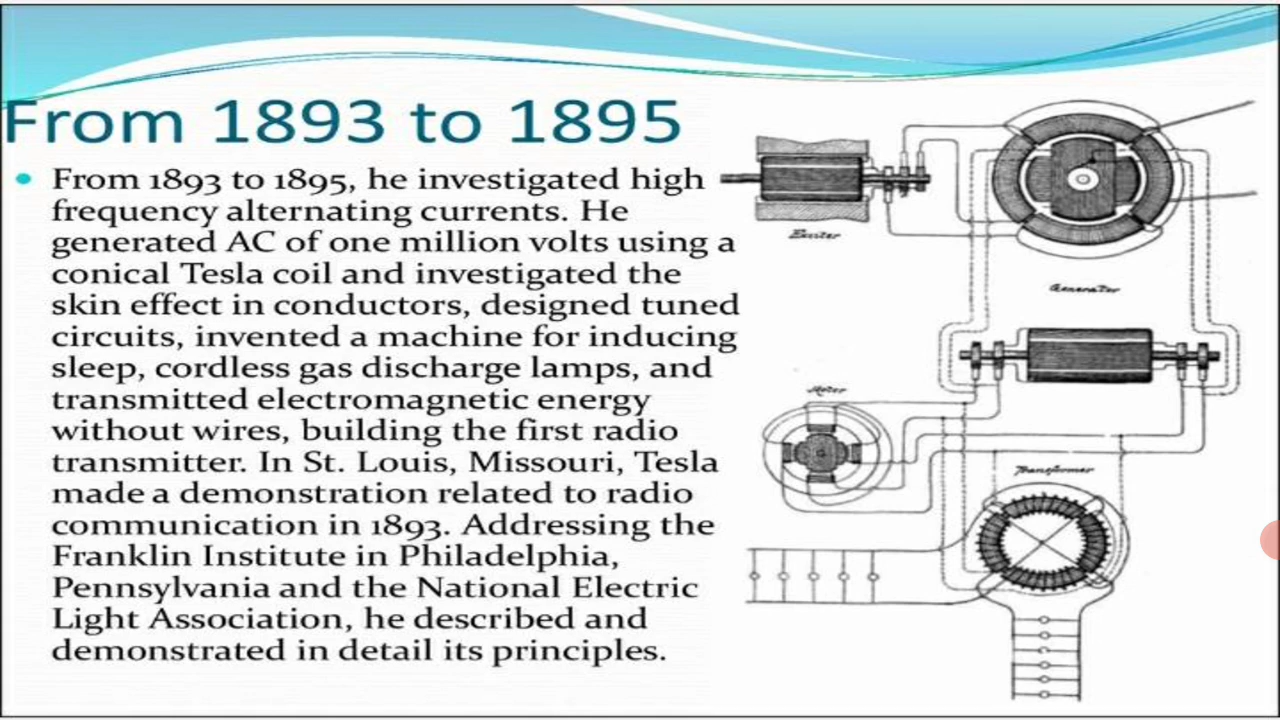 From 1893 to 1895
From 1893 to 1895, he investigated high
frequency alternating currents. He
generated AC of one million volts using a
conical Tesla coil and investigated the
skin effect in conductors, designed tuned
circuits, invented a machine for inducing
sleep, cordless gas discharge lamps, and
transmitted electromagnetic energy
without wires, building the first radio
transmitter. In St. Louis, Missouri, Tesla
made a demonstration related to radio
communication in 1893. Addressing the
Franklin Institute in Philadelphia,
Pennsylvania and the National Electric
Light Association, he described and
demonstrated in detail its principles.
Exciter
Generator
Motor
Transformer